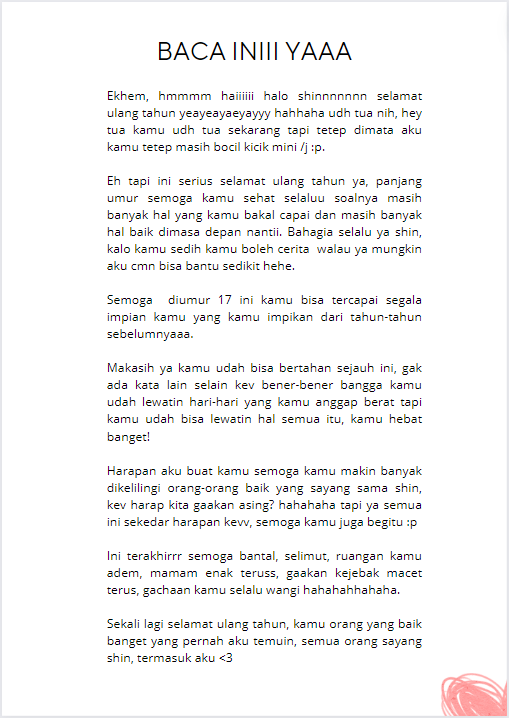 BACA INIII YAAA
Ekhem, hmmmm haiiiiii halo shinnnnnnn selamat
ulang tahun yeayeayaeyayyy hahhaha udh tua nih, hey
tua kamu udh tua sekarang tapi tetep dimata aku
kamu tetep masih bocil kicik mini /j :p.
Eh tapi ini serius selamat ulang tahun ya, panjang
umur semoga kamu sehat selaluu soalnya masih
banyak hal yang kamu bakal capai dan masih banyak
hal baik dimasa depan nantii. Bahagia selalu ya shin,
kalo kamu sedih kamu boleh cerita walau ya mungkin
aku cmn bisa bantu sedikit hehe.
Semoga diumur 17 ini kamu bisa tercapai segala
impian kamu yang kamu impikan dari tahun-tahun
sebelumnyaaa.
Makasih ya kamu udah bisa bertahan sejauh ini, gak
ada kata lain selain kev bener-bener bangga kamu
udah lewatin hari-hari yang kamu anggap berat tapi
kamu udah bisa lewatin hal semua itu, kamu hebat
banget!
Harapan aku buat kamu semoga kamu makin banyak
dikelilingi orang-orang baik yang sayang sama shin,
kev harap kita gaakan asing? hahahaha tapi ya semua
ini sekedar harapan kevv, semoga kamu juga begitu :p
Ini terakhirrr semoga bantal, selimut, ruangan kamu
adem, mamam enak teruss, gaakan kejebak macet
terus, gachaan kamu selalu wangi hahahahhahaha.
Sekali lagi selamat ulang tahun, kamu orang yang baik
banget yang pernah aku temuin, semua orang sayang
shin, termasuk aku <3